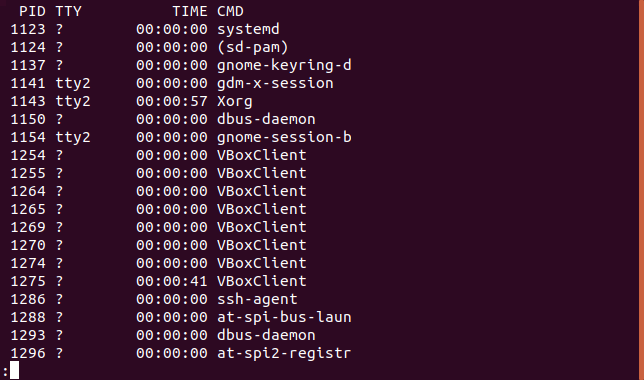 PID TTY          TIME CMD
1123 ?        00:00:00 systemd
1124 ?        00:00:00 (sd-pam)
1137 ?        00:00:00 gnome-keyring-d
1141 tty2     00:00:00 gdm-x-session
1143 tty2     00:00:57 Xorg
1150 ?        00:00:00 dbus-daemon
1154 tty2     00:00:00 gnome-session-b
1254 ?        00:00:00 VBoxClient
1255 ?        00:00:00 VBoxClient
1264 ?        00:00:00 VBoxClient
1265 ?        00:00:00 VBoxClient
1269 ?        00:00:00 VBoxClient
1270 ?        00:00:00 VBoxClient
1274 ?        00:00:00 VBoxClient
1275 ?        00:00:41 VBoxClient
1286 ?        00:00:00 ssh-agent
1288 ?        00:00:00 at-spi-bus-laun
1293 ?        00:00:00 dbus-daemon
1296 ?        00:00:00 at-spi2-registr
: